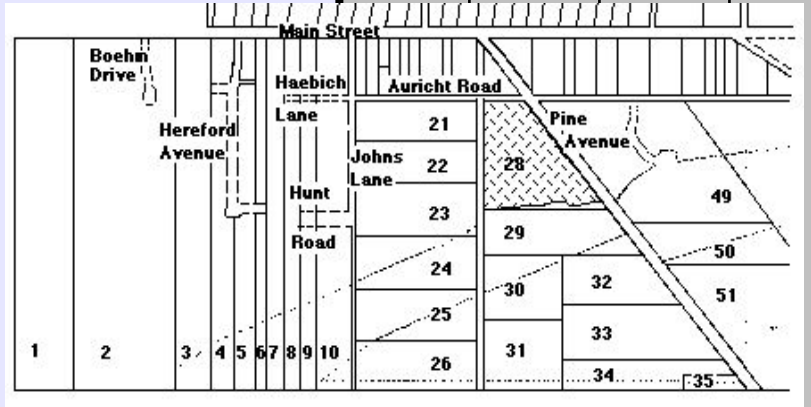 Main Street
Boehm
Drive
Haebich
Lane
Auricht Road
Hereford
Avenue
Johns
Lane
Hunt
Road
Pine
Avenue
21
22
23
24
25
26
28
29
30
31
32
33
34
35
49
50
51
1 2 3 4 5 6 7 8 9 10